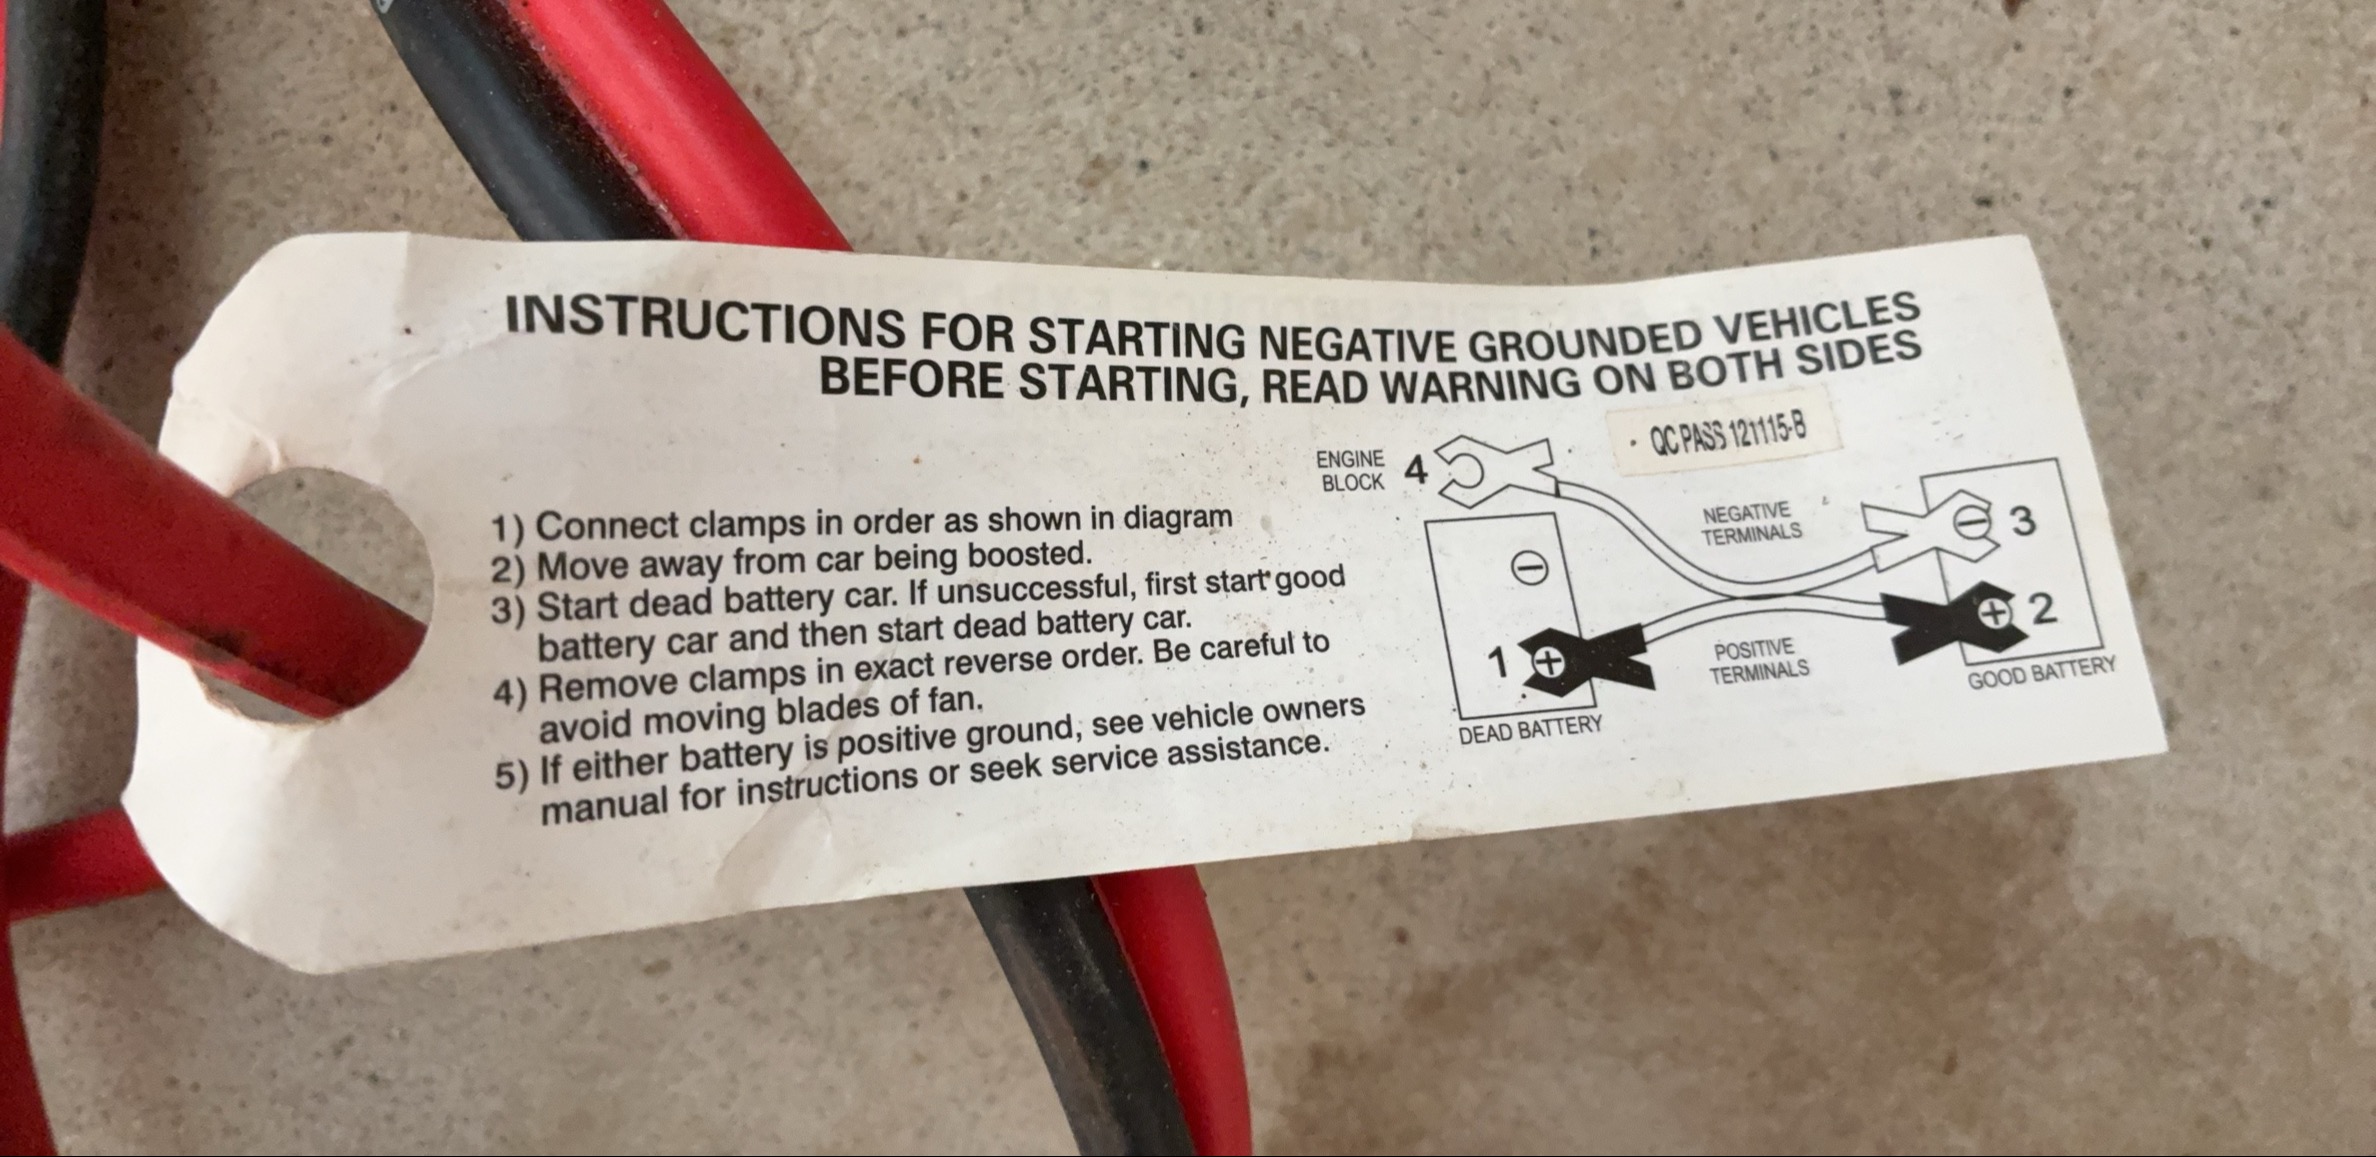 INSTRUCTIONS FOR STARTING NEGATIVE GROUNDED VEHICLES
BEFORE STARTING, READ WARNING ON BOTH SIDES
QC PASS 121115-B
1) Connect clamps in order as shown in diagram
2) Move away from car being boosted.
3) Start dead battery car. If unsuccessful, first start good
battery car and then start dead battery car.
4) Remove clamps in exact reverse order. Be careful to
avoid moving blades of fan.
5) If either battery is positive ground, see vehicle owners
manual for instructions or seek service assistance.
ENGINE
BLOCK
4
NEGATIVE
TERMINALS
3
2
1
POSITIVE
TERMINALS
DEAD BATTERY
GOOD BATTERY